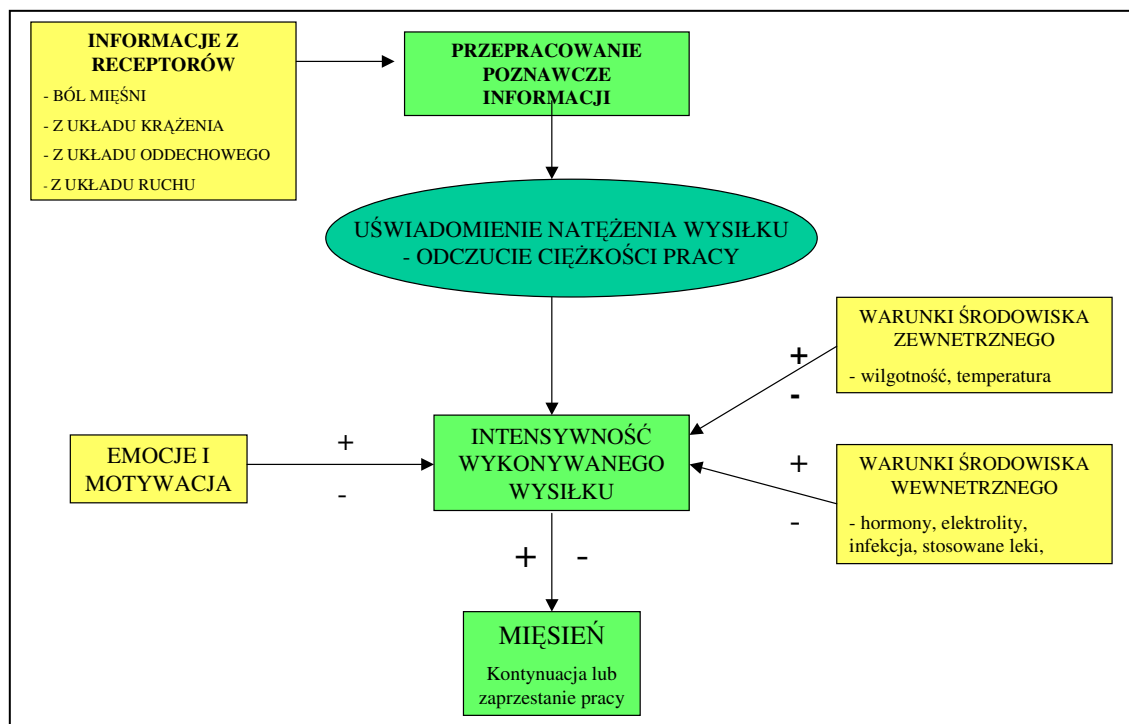 INFORMACJE Z
RECEPTORÓW
- BÓL MIĘŚNI
- Z UKŁADU KRĄŻENIA
- Z UKŁADU ODDECHOWEGO
- Z UKŁADU RUCHU
PRZEPRACOWANIE
POZNAWCZE
INFORMACJI
UŚWIADOMIENIE NATĘŻENIA WYSIŁKU
- ODCZUCIE CIĘŻKOŚCI PRACY
WARUNKI ŚRODOWISKA
ZEWNETRZNEGO
- wilgotność, temperatura
+
-
EMOCJE I
MOTYWACJA
+
-
INTENSYWNOŚĆ
WYKONYWANEGO
WYSIŁKU
+
-
WARUNKI ŚRODOWISKA
WEWNETRZNEGO
- hormony, elektrolity,
infekcja, stosowane leki,
+ -
MIĘSIEŃ
Kontynuacja lub
zaprzestanie pracy